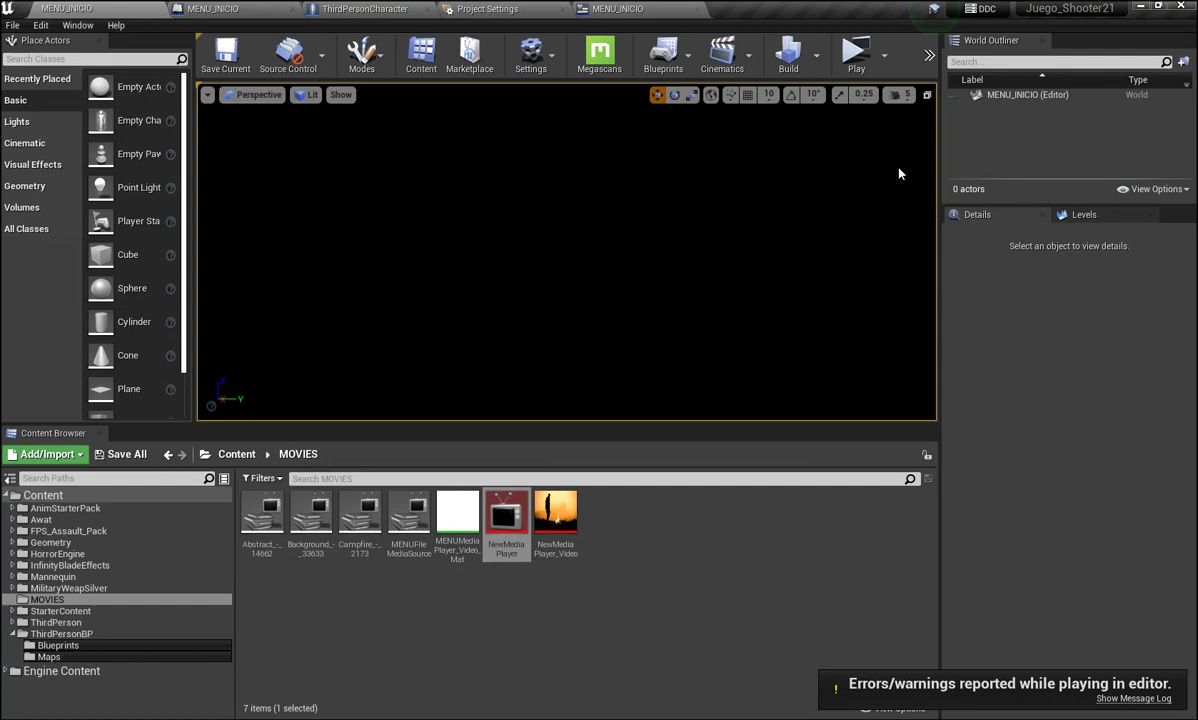 MENU_INICIO
MENU_INICIO
ThirdPersonCharacter
Project Settings
MENU_INICIO
DDC
Juego_Shooter21
File
Edit
Window
Help
Place Actors
Search Classes
Recently Placed
Basic
Lights
Cinematic
Visual Effects
Geometry
Volumes
All Classes
Empty Act
Empty Cha
Empty Paw
Point Light
Player Sta
Cube
Sphere
Cylinder
Cone
Plane
Save Current
Source Control
Modes
Content
Marketplace
Settings
Megascans
Blueprints
Cinematics
Build
Play
Perspective
Lit
Show
10
10°
0.25
5
Z
Y
World Outliner
Search...
Label
Type
MENU_INICIO (Editor)
World
0 actors
View Options
Details
Levels
Select an object to view details.
Content Browser
Add/Import
Save All
Content
MOVIES
Search Paths
Filters
Search MOVIES
Content
AnimStarterPack
Awat
FPS_Assault_Pack
Geometry
HorrorEngine
InfinityBladeEffects
Mannequin
MilitaryWeapSilver
MOVIES
StarterContent
ThirdPerson
ThirdPersonBP
Blueprints
Maps
Engine Content
Abstract_-_
14662
Background_-
_33633
Campfire_-_
2173
MENUFile
MediaSource
MENUMedia
Player_Video_
Mat
NewMedia
Player
NewMedia
Player_Video
7 items (1 selected)
Errors/warnings reported while playing in editor.
Show Message Log